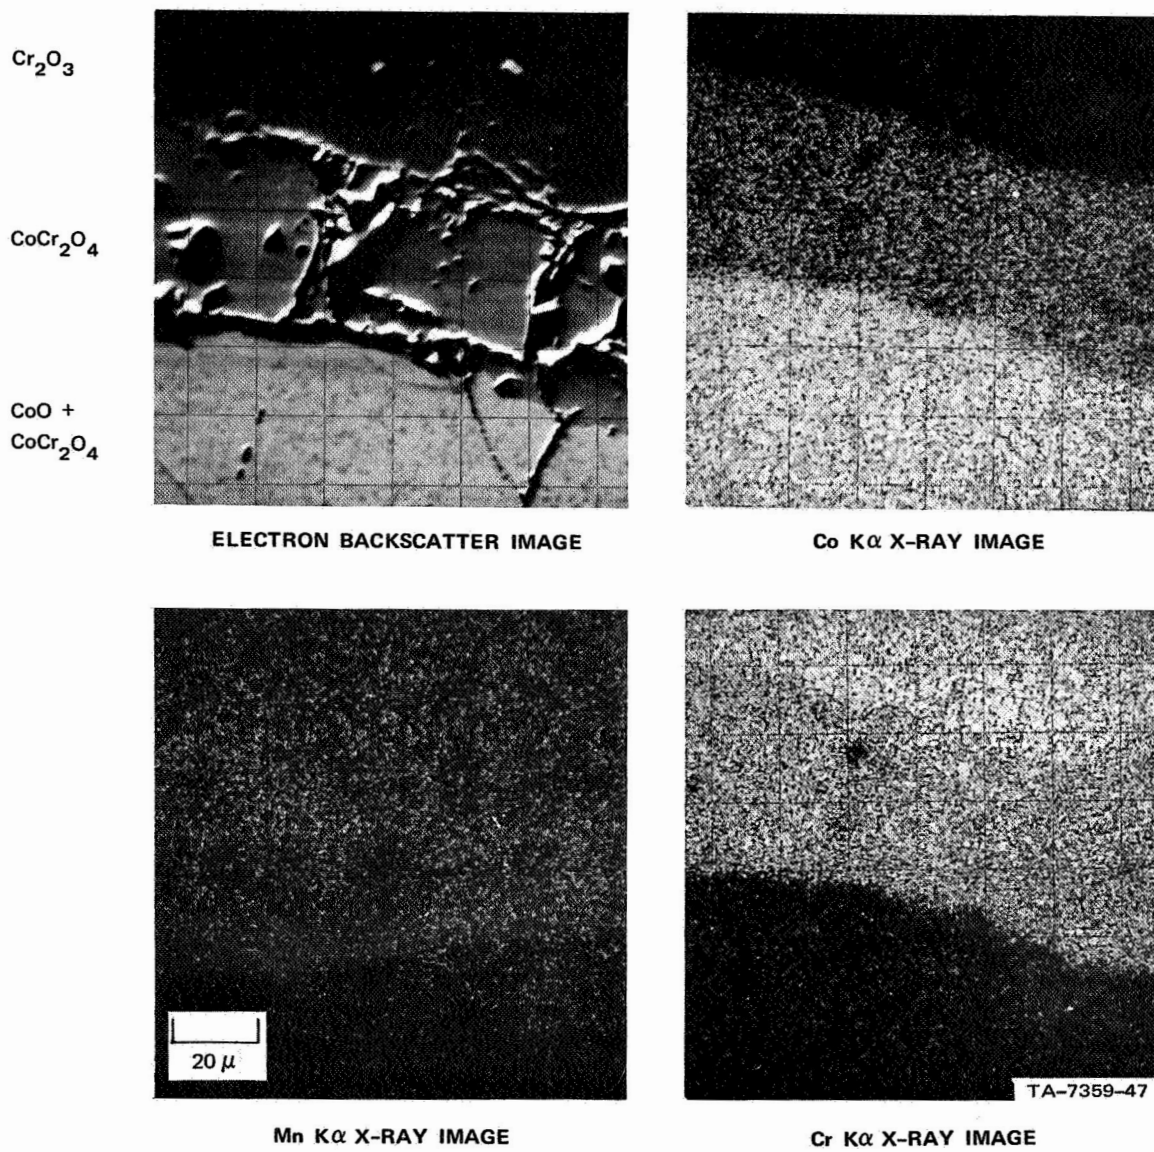 Cr2O3
CoCr2O4
CoO +
CoCr2O4
ELECTRON BACKSCATTER IMAGE
Co Kα X-RAY IMAGE
20 μ
TA-7359-47
Mn Kα X-RAY IMAGE
Cr Kα X-RAY IMAGE